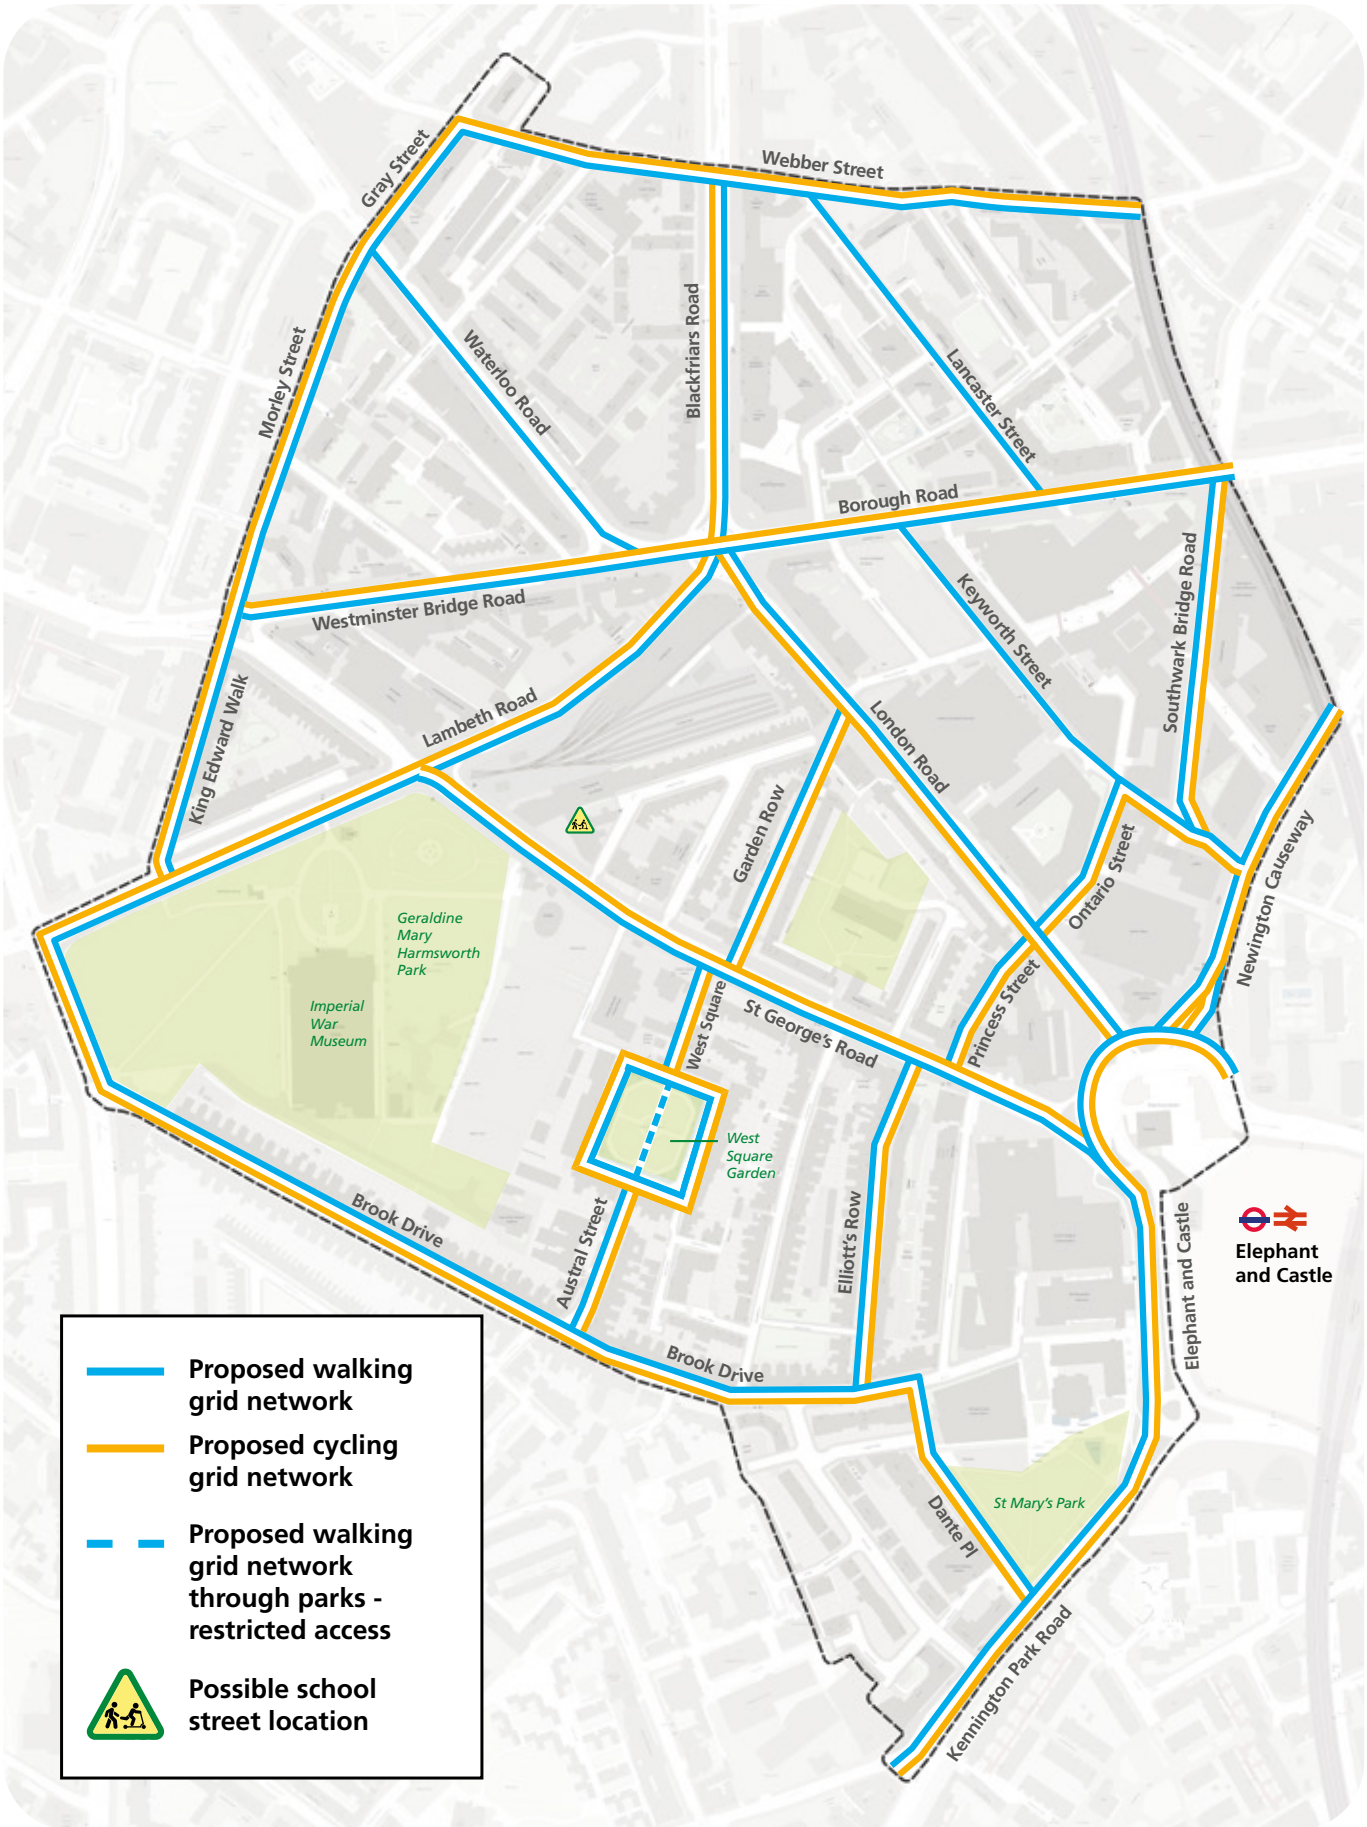 Gray Street
Webber Street
Morley Street
Waterloo Road
Blackfriars Road
Lancaster Street
Borough Road
Westminster Bridge Road
Keyworth Street
Southwark Bridge Road
King Edward Walk
Lambeth Road
London Road
Garden Row
Ontario Street
Newington Causeway
Geraldine
Mary
Harmsworth
Park
Imperial
War
Museum
West Square
St George's Road
Princess Street
West
Square
Garden
Brook Drive
Austral Street
Elliott's Row
Elephant and Castle
Elephant
and Castle
Brook Drive
St Mary's Park
Dante Pl
Kennington Park Road
Proposed walking
grid network
Proposed cycling
grid network
Proposed walking
grid network
through parks -
restricted access
Possible school
street location